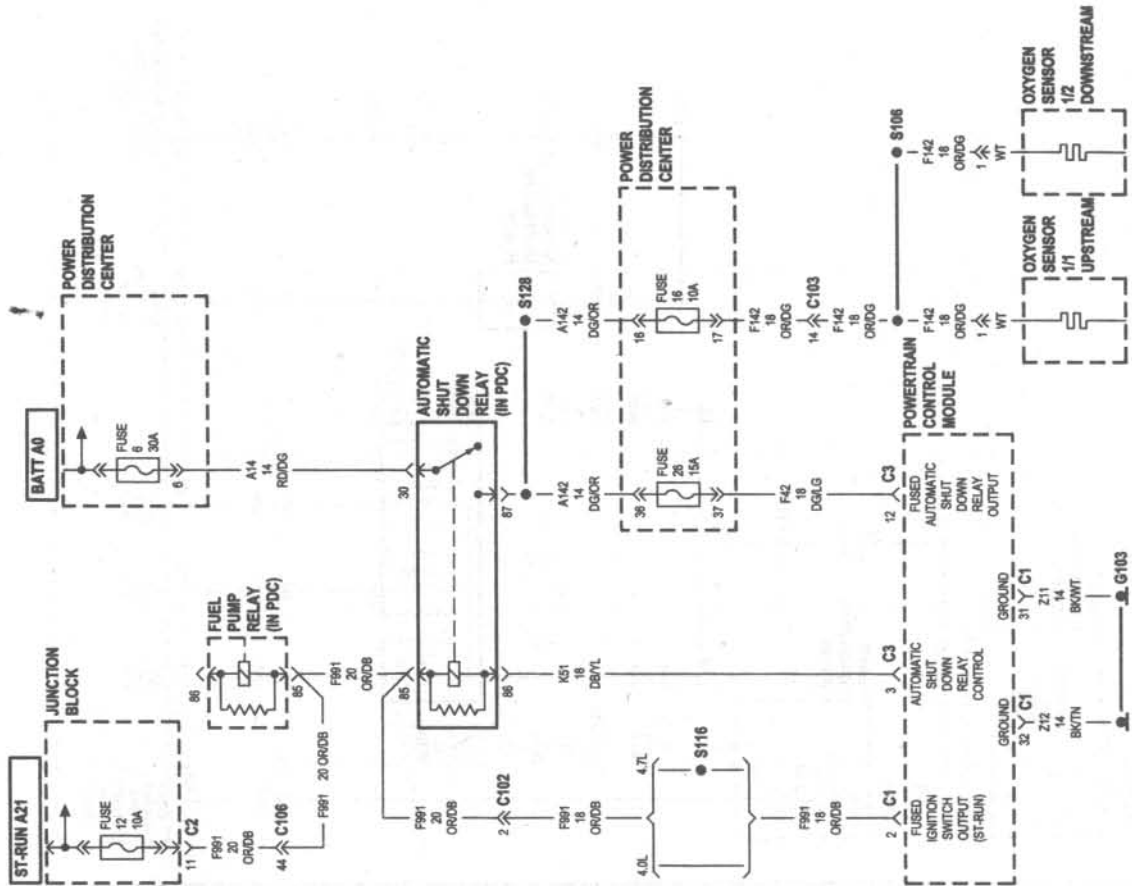 BATT A0
POWER
DISTRIBUTION
CENTER
FUSE
6
30A
6
A14
14
RD/DG
ST-RUN A21
JUNCTION
BLOCK
FUSE
12
10A
11
C2
F991
20
OR/DB
44
C106
F991
20 OR/DB
FUEL
PUMP
RELAY
(IN PDC)
86
85
F991
20
OR/DB
AUTOMATIC
SHUT
DOWN
RELAY
(IN PDC)
30
87
85
86
S128
A142
14
DG/OR
A142
14
DG/OR
POWER
DISTRIBUTION
CENTER
36
FUSE
26
15A
37
16
FUSE
16
10A
17
F42
18
DG/LG
F142
18
OR/DG
14
C103
F142
18
OR/DG
S106
F142
18
OR/DG
1
WT
F142
18
OR/DG
1
WT
OXYGEN
SENSOR
1/1
UPSTREAM
OXYGEN
SENSOR
1/2
DOWNSTREAM
K51
18
DB/YL
F991
20
OR/DB
2
C102
F991
18
OR/DB
4.0L
4.7L
S116
F991
18
OR/DB
POWERTRAIN
CONTROL
MODULE
2
C1
FUSED
IGNITION
SWITCH
OUTPUT
(ST-RUN)
3
C3
AUTOMATIC
SHUT
DOWN
RELAY
CONTROL
12
C3
FUSED
AUTOMATIC
SHUT
DOWN
RELAY
OUTPUT
GROUND
32
C1
Z12
14
BK/TN
GROUND
31
C1
Z11
14
BK/WT
G103